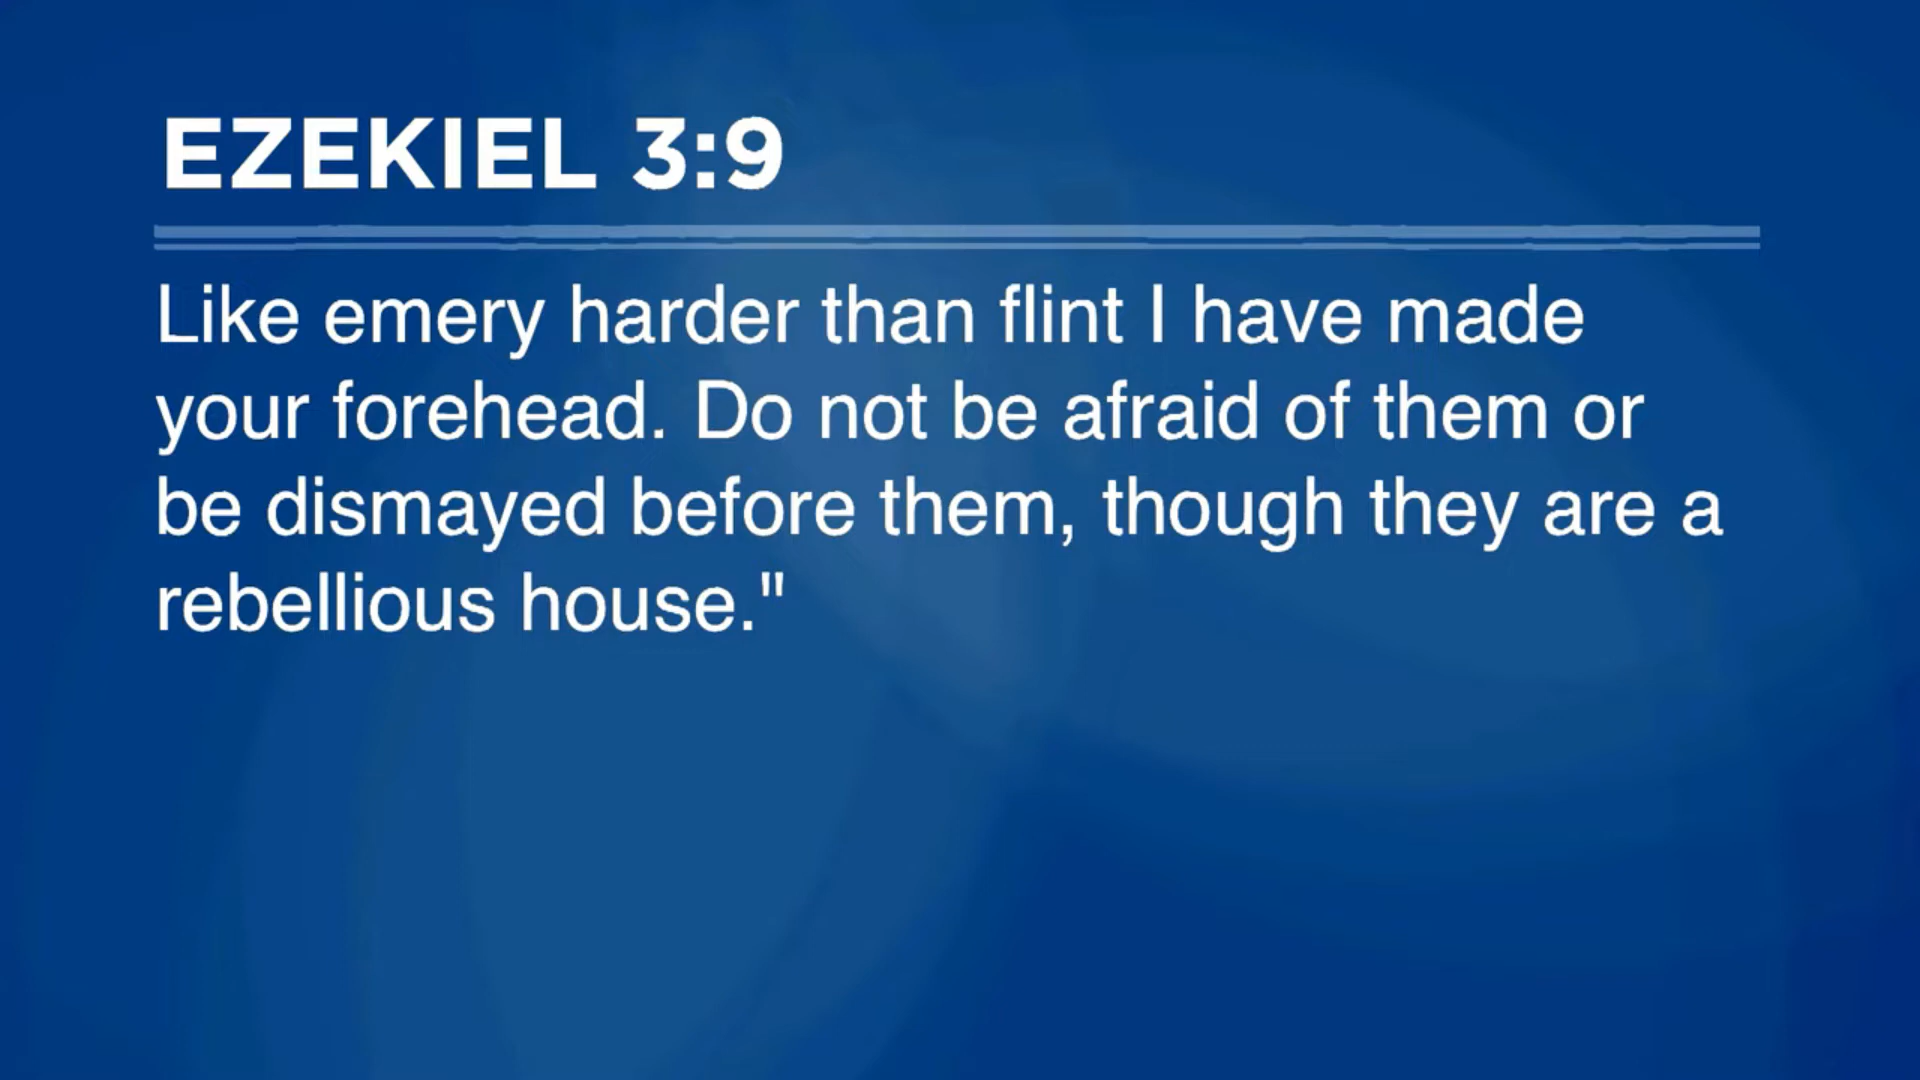 EZEKIEL 3:9
Like emery harder than flint I have made
your forehead. Do not be afraid of them or
be dismayed before them, though they are a
rebellious house."